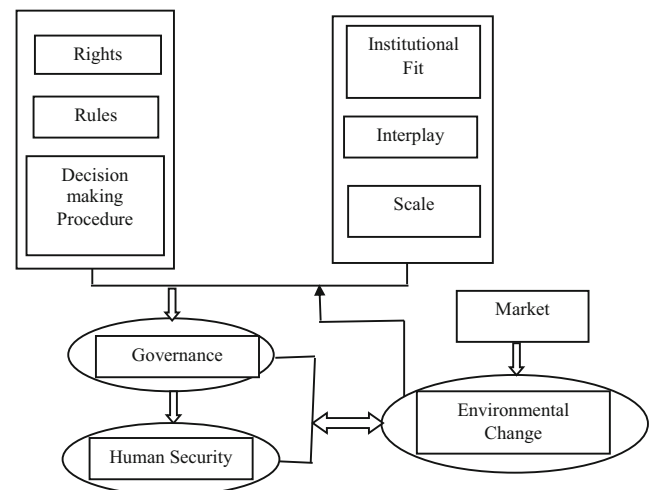 Rights
Rules
Decision
making
Procedure
Institutional
Fit
Interplay
Scale
Market
Governance
Environmental
Change
Human Security